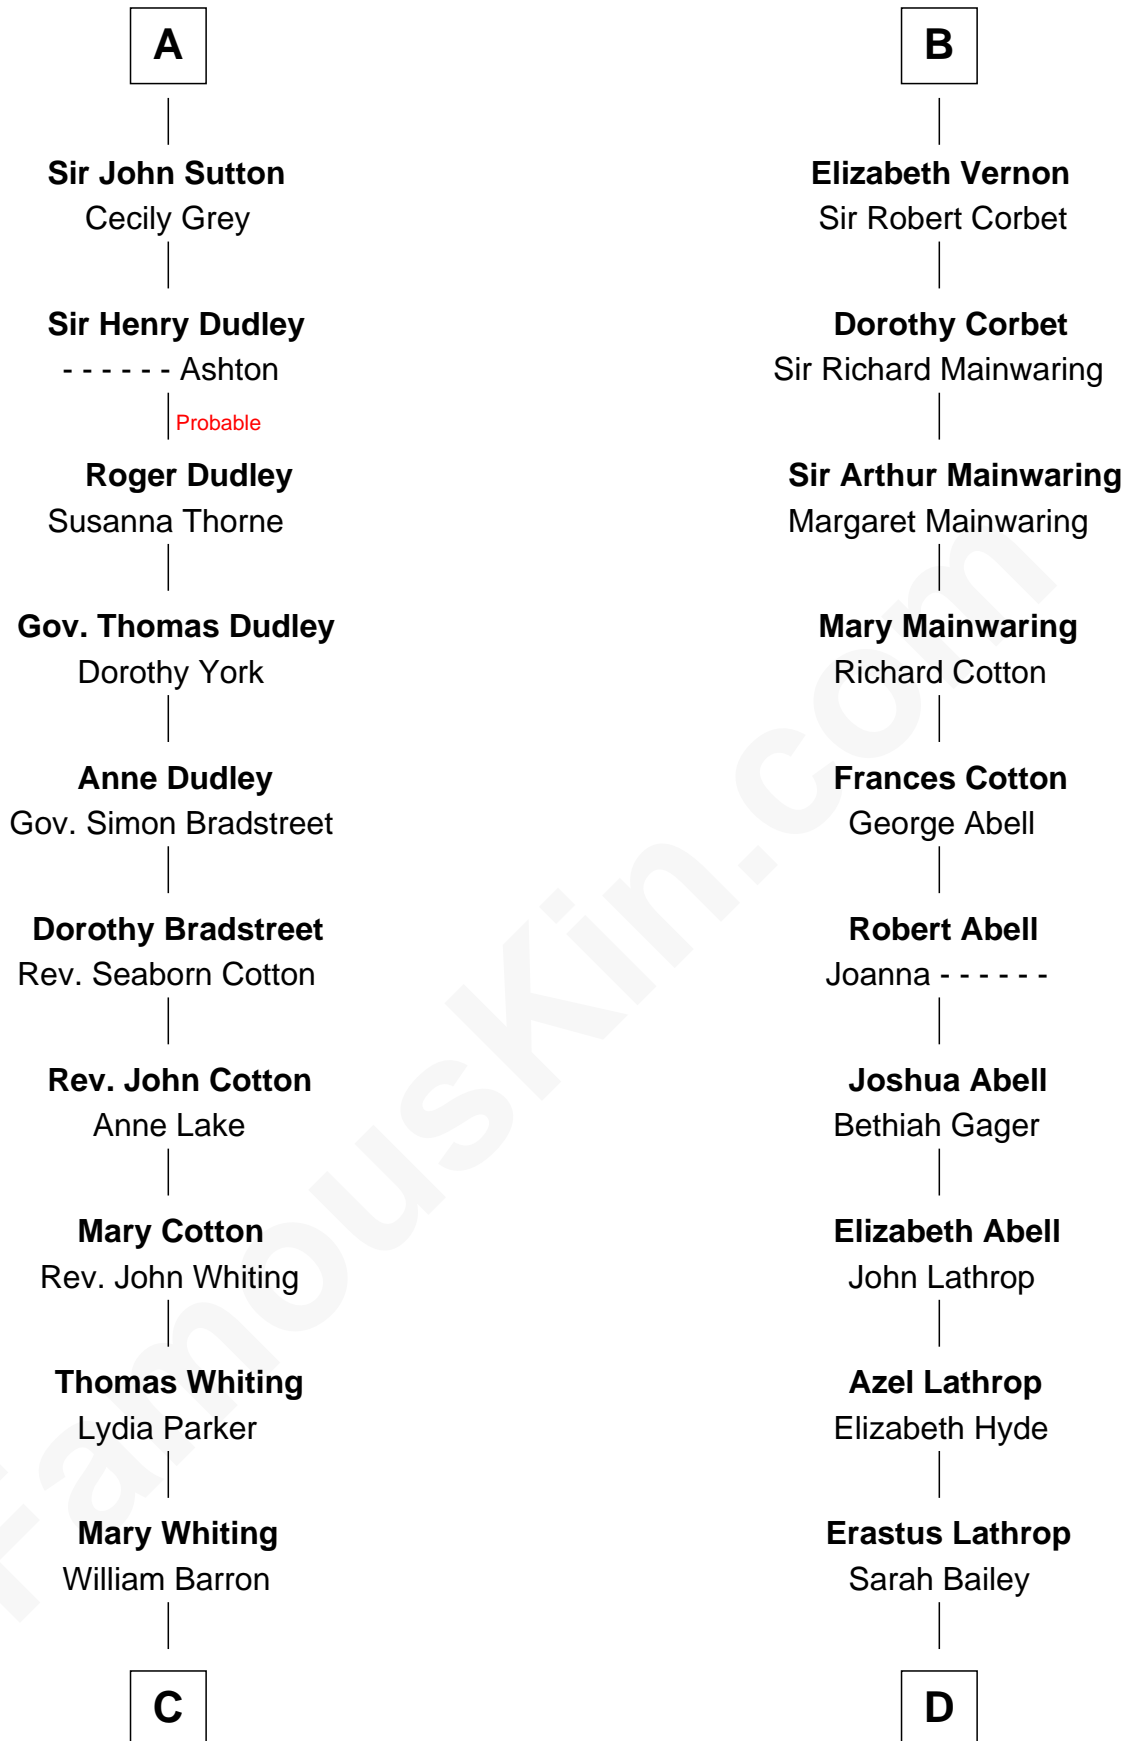 A
Sir John Sutton
Cecily Grey
Sir Henry Dudley
- - - - - - Ashton
Probable
Roger Dudley
Susanna Thorne
Gov. Thomas Dudley
Dorothy York
Anne Dudley
Gov. Simon Bradstreet
Dorothy Bradstreet
Rev. Seaborn Cotton
Rev. John Cotton
Anne Lake
Mary Cotton
Rev. John Whiting
Thomas Whiting
Lydia Parker
Mary Whiting
William Barron
C
B
Elizabeth Vernon
Sir Robert Corbet
Dorothy Corbet
Sir Richard Mainwaring
Sir Arthur Mainwaring
Margaret Mainwaring
Mary Mainwaring
Richard Cotton
Frances Cotton
George Abell
Robert Abell
Joanna - - - - - -
Joshua Abell
Bethiah Gager
Elizabeth Abell
John Lathrop
Azel Lathrop
Elizabeth Hyde
Erastus Lathrop
Sarah Bailey
D
FamousKin.com